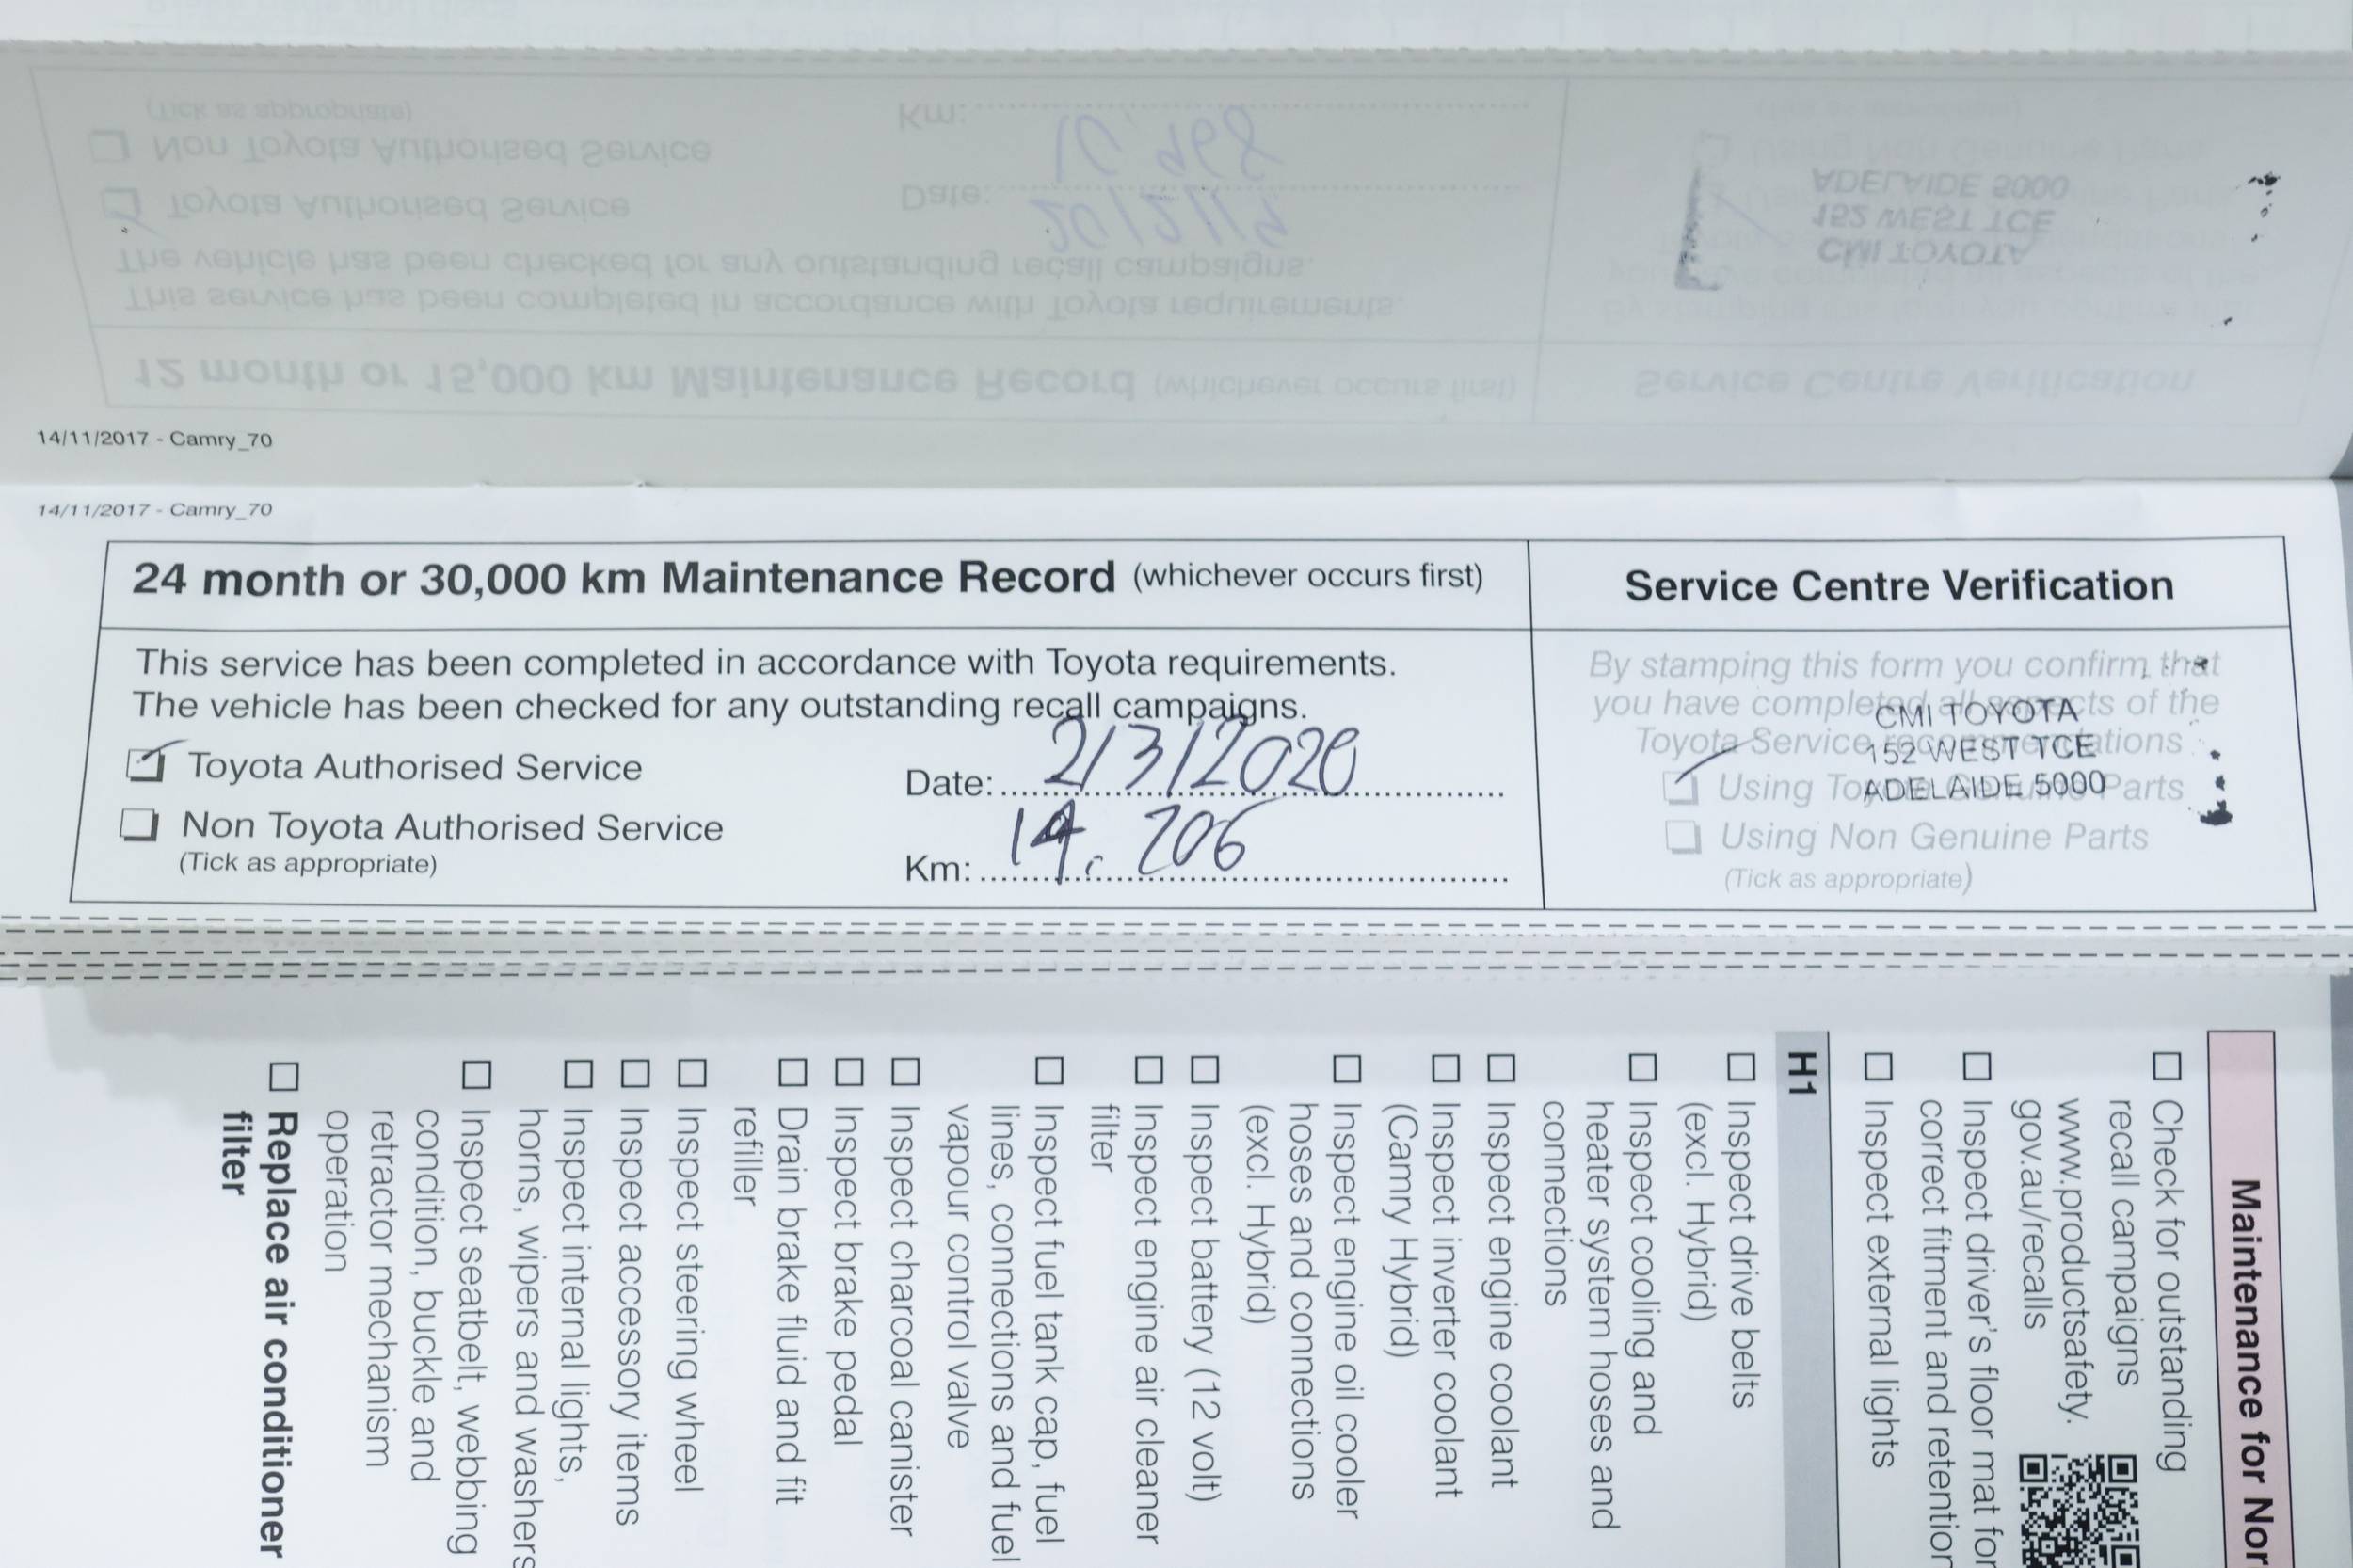 12 month or 15,000 km Maintenance Record (whichever occurs first)
Service Centre Verification
This service has been completed in accordance with Toyota requirements.
The vehicle has been checked for any outstanding recall campaigns.
Toyota Authorised Service
Non Toyota Authorised Service
(Tick as appropriate)
Date:
Km: 10,968
CMI TOYOTA
152 WEST TCE
ADELAIDE 5000
14/11/2017 - Camry_70
14/11/2017 - Camry_70
24 month or 30,000 km Maintenance Record (whichever occurs first)
This service has been completed in accordance with Toyota requirements.
The vehicle has been checked for any outstanding recall campaigns.
Toyota Authorised Service
Non Toyota Authorised Service
(Tick as appropriate)
Date: 2/3/2020
Km: 14, 206
Service Centre Verification
By stamping this form you confirm that
you have completed all aspects of the
Toyota Service recommendations
Using Toyota Genuine Parts
Using Non Genuine Parts
(Tick as appropriate)
CMI TOYOTA
152 WEST TCE
ADELAIDE 5000
Maintenance for Nor
Check for outstanding
recall campaigns
www.productsafety.
gov.au/recalls
Inspect driver's floor mat for
correct fitment and retention
Inspect external lights
H1
Inspect drive belts
(excl. Hybrid)
Inspect cooling and
heater system hoses and
connections
Inspect engine coolant
Inspect inverter coolant
(Camry Hybrid)
Inspect engine oil cooler
hoses and connections
(excl. Hybrid)
Inspect battery (12 volt)
Inspect engine air cleaner
filter
Inspect fuel tank cap, fuel
lines, connections and fuel
vapour control valve
Inspect charcoal canister
Inspect brake pedal
Drain brake fluid and fit
refiller
Inspect steering wheel
Inspect accessory items
Inspect internal lights,
horns, wipers and washers
Inspect seatbelt, webbing
condition, buckle and
retractor mechanism
operation
Replace air conditioner
filter